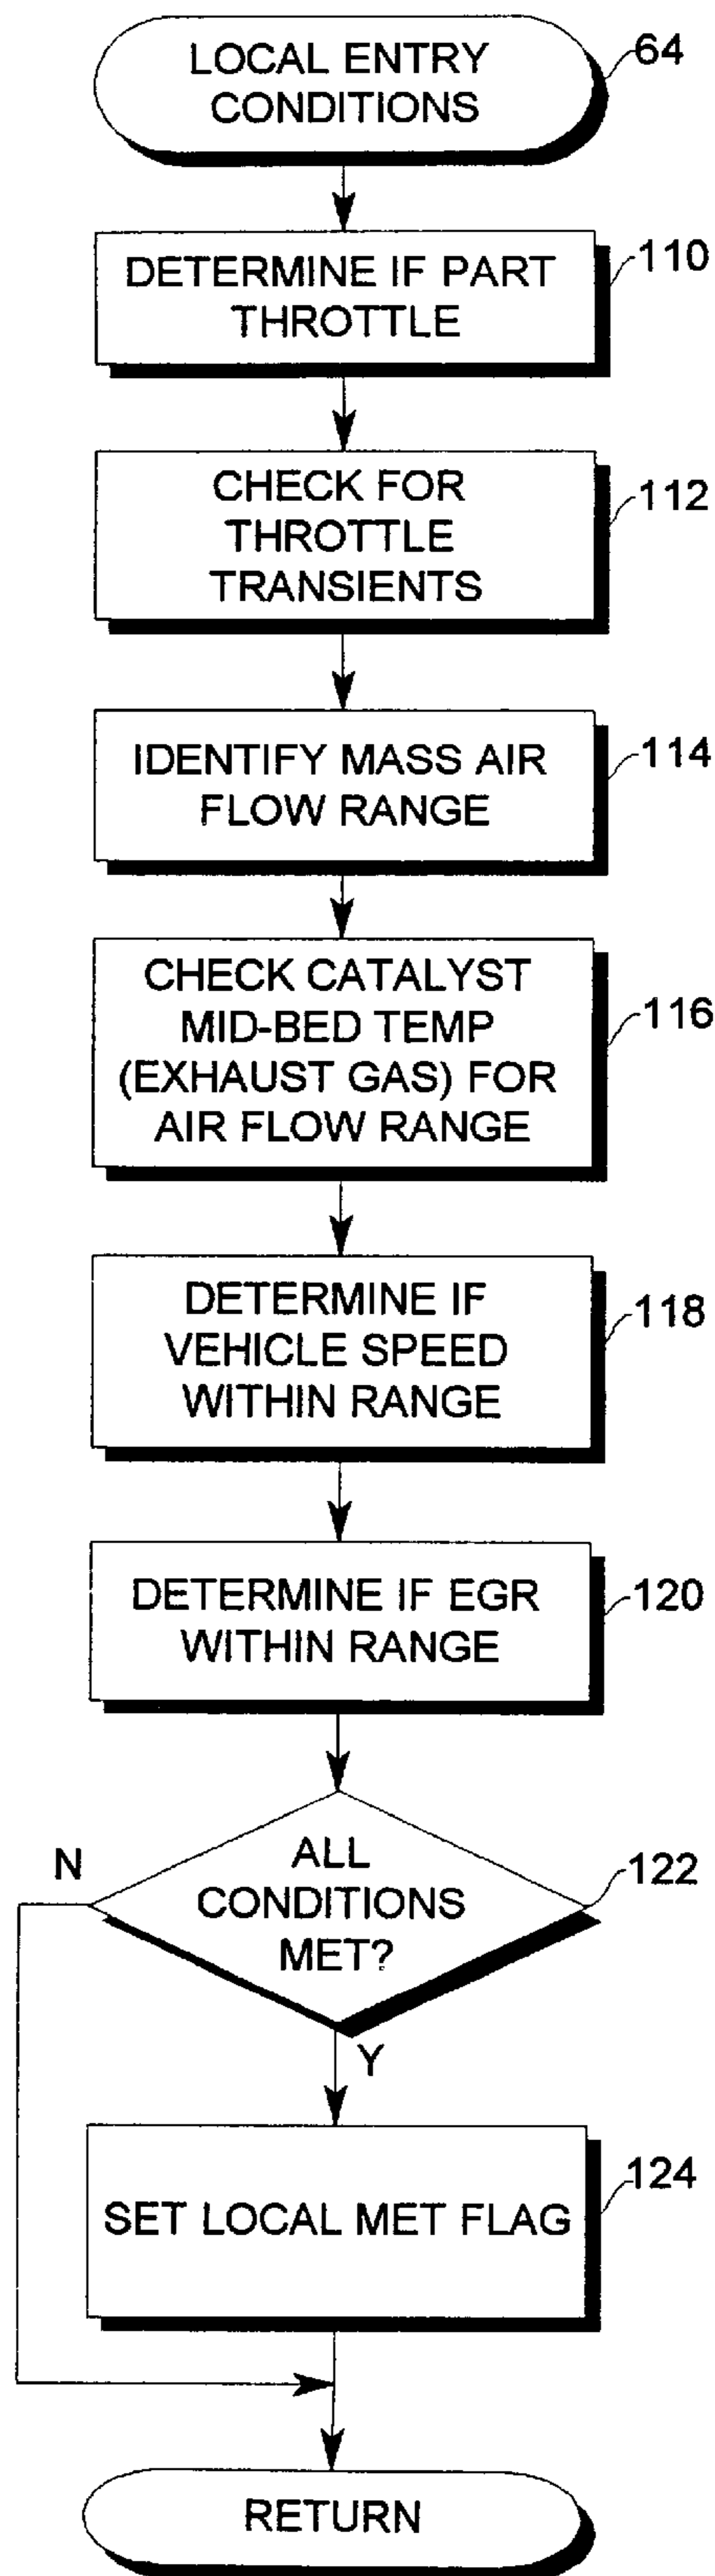 LOCAL ENTRY
CONDITIONS
64
DETERMINE IF PART
THROTTLE
110
CHECK FOR
THROTTLE
TRANSIENTS
112
IDENTIFY MASS AIR
FLOW RANGE
114
CHECK CATALYST
MID-BED TEMP
(EXHAUST GAS) FOR
AIR FLOW RANGE
116
DETERMINE IF
VEHICLE SPEED
WITHIN RANGE
118
DETERMINE IF EGR
WITHIN RANGE
120
N
ALL
CONDITIONS
MET?
122
Y
SET LOCAL MET FLAG
124
RETURN